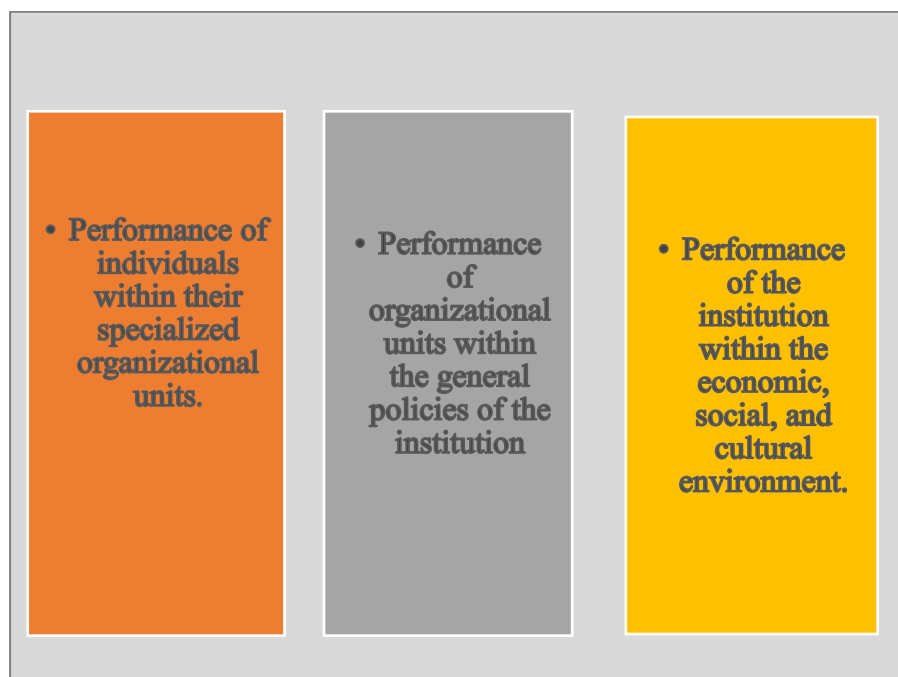 • Performance of
individuals
within their
specialized
organizational
units.
• Performance
of
organizational
units within
the general
policies of the
institution
• Performance
of the
institution
within the
economic,
social, and
cultural
environment.